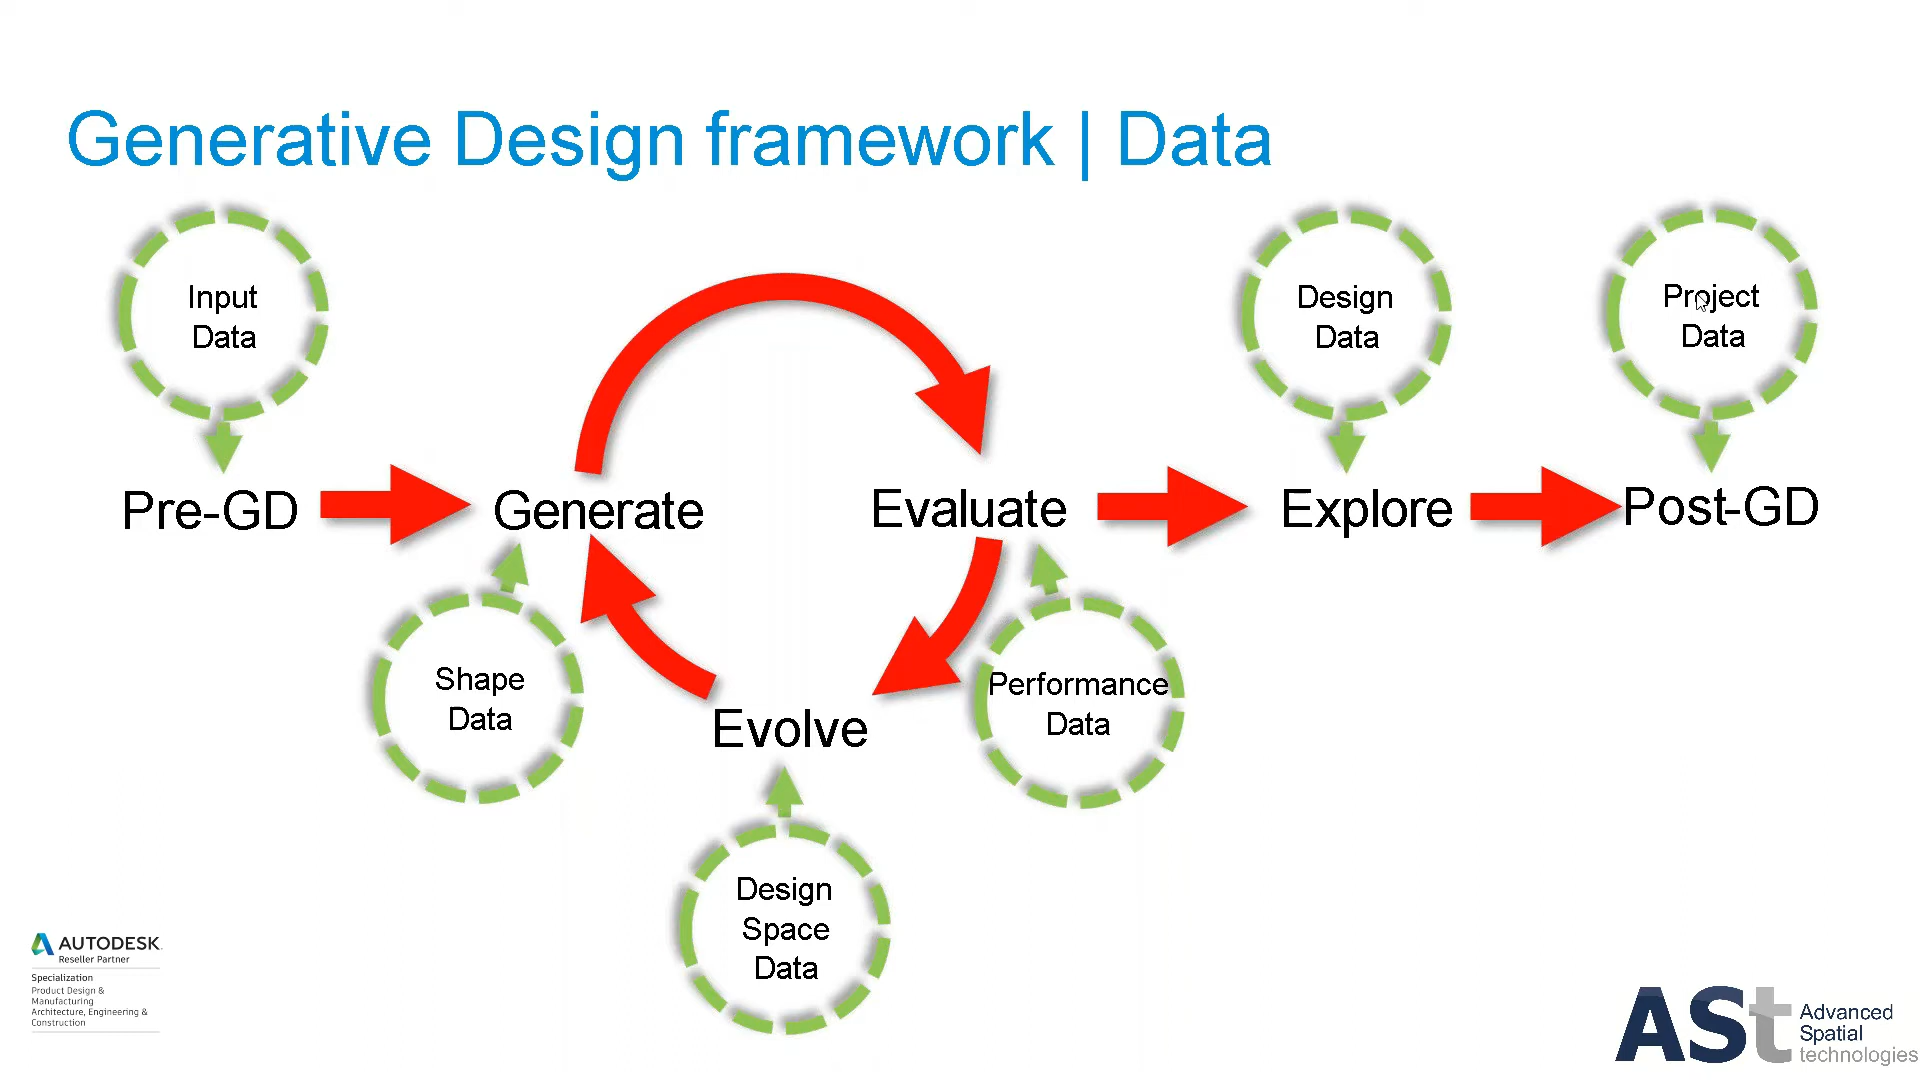 Generative Design framework | Data
Input
Data
Design
Data
Project
Data
Pre-GD
Generate
Evaluate
Explore
Post-GD
Shape
Data
Performance
Data
Evolve
Design
Space
Data
AUTODESK
Reseller Partner
Specialization
Product Design &
Manufacturing
Architecture, Engineering &
Construction
ASt
Advanced
Spatial
technologies